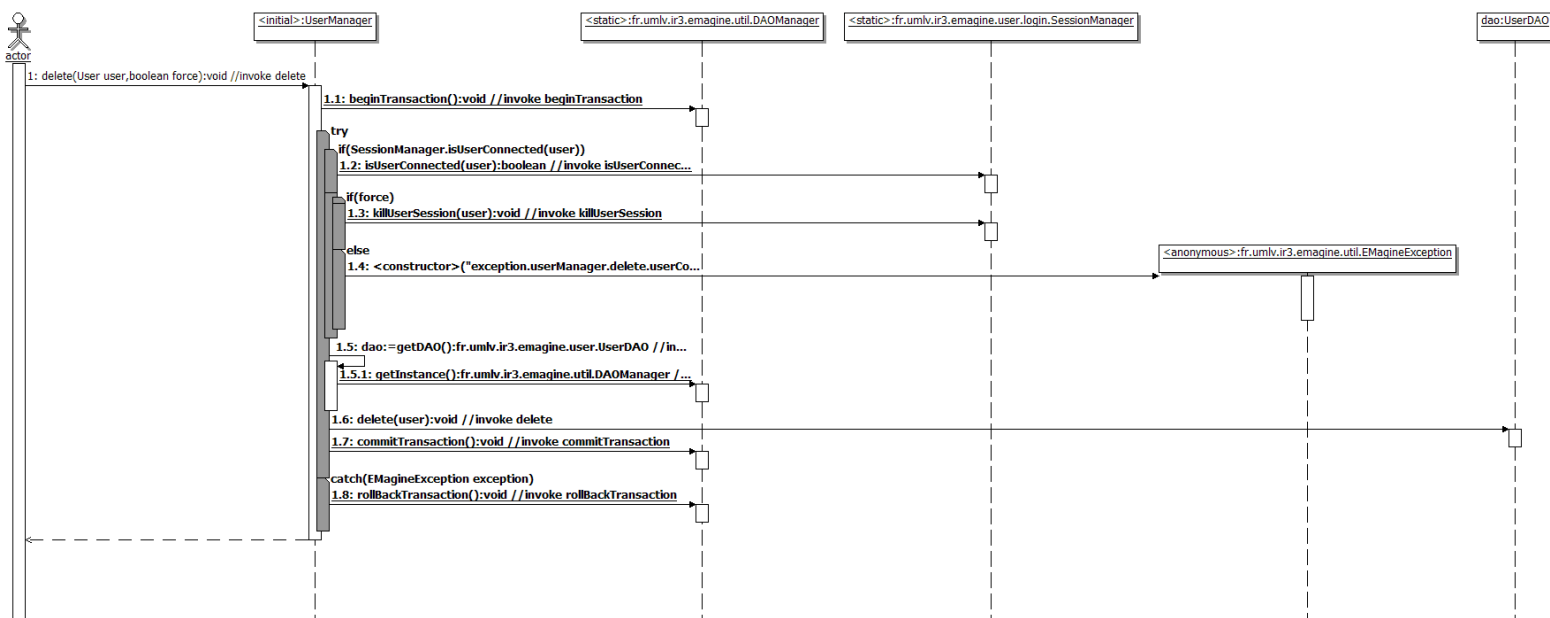 <initial>:UserManager
<static>:fr.umlv.ir3.emagine.util.DAOManager
<static>:fr.umlv.ir3.emagine.user.login.SessionManager
dao:UserDAO
actor
1: delete(User user,boolean force):void //invoke delete
1.1: beginTransaction():void //invoke beginTransaction
try
if(SessionManager.isUserConnected(user))
1.2: isUserConnected(user):boolean //invoke isUserConnec...
if(force)
1.3: killUserSession(user):void //invoke killUserSession
else
<anonymous>:fr.umlv.ir3.emagine.util.EMagineException
1.4: <constructor>("exception.userManager.delete.userCo...
1.5: dao:=getDAO():fr.umlv.ir3.emagine.user.UserDAO //in...
1.5.1: getInstance():fr.umlv.ir3.emagine.util.DAOManager /...
1.6: delete(user):void //invoke delete
1.7: commitTransaction():void //invoke commitTransaction
catch(EMagineException exception)
1.8: rollBackTransaction():void //invoke rollBackTransaction